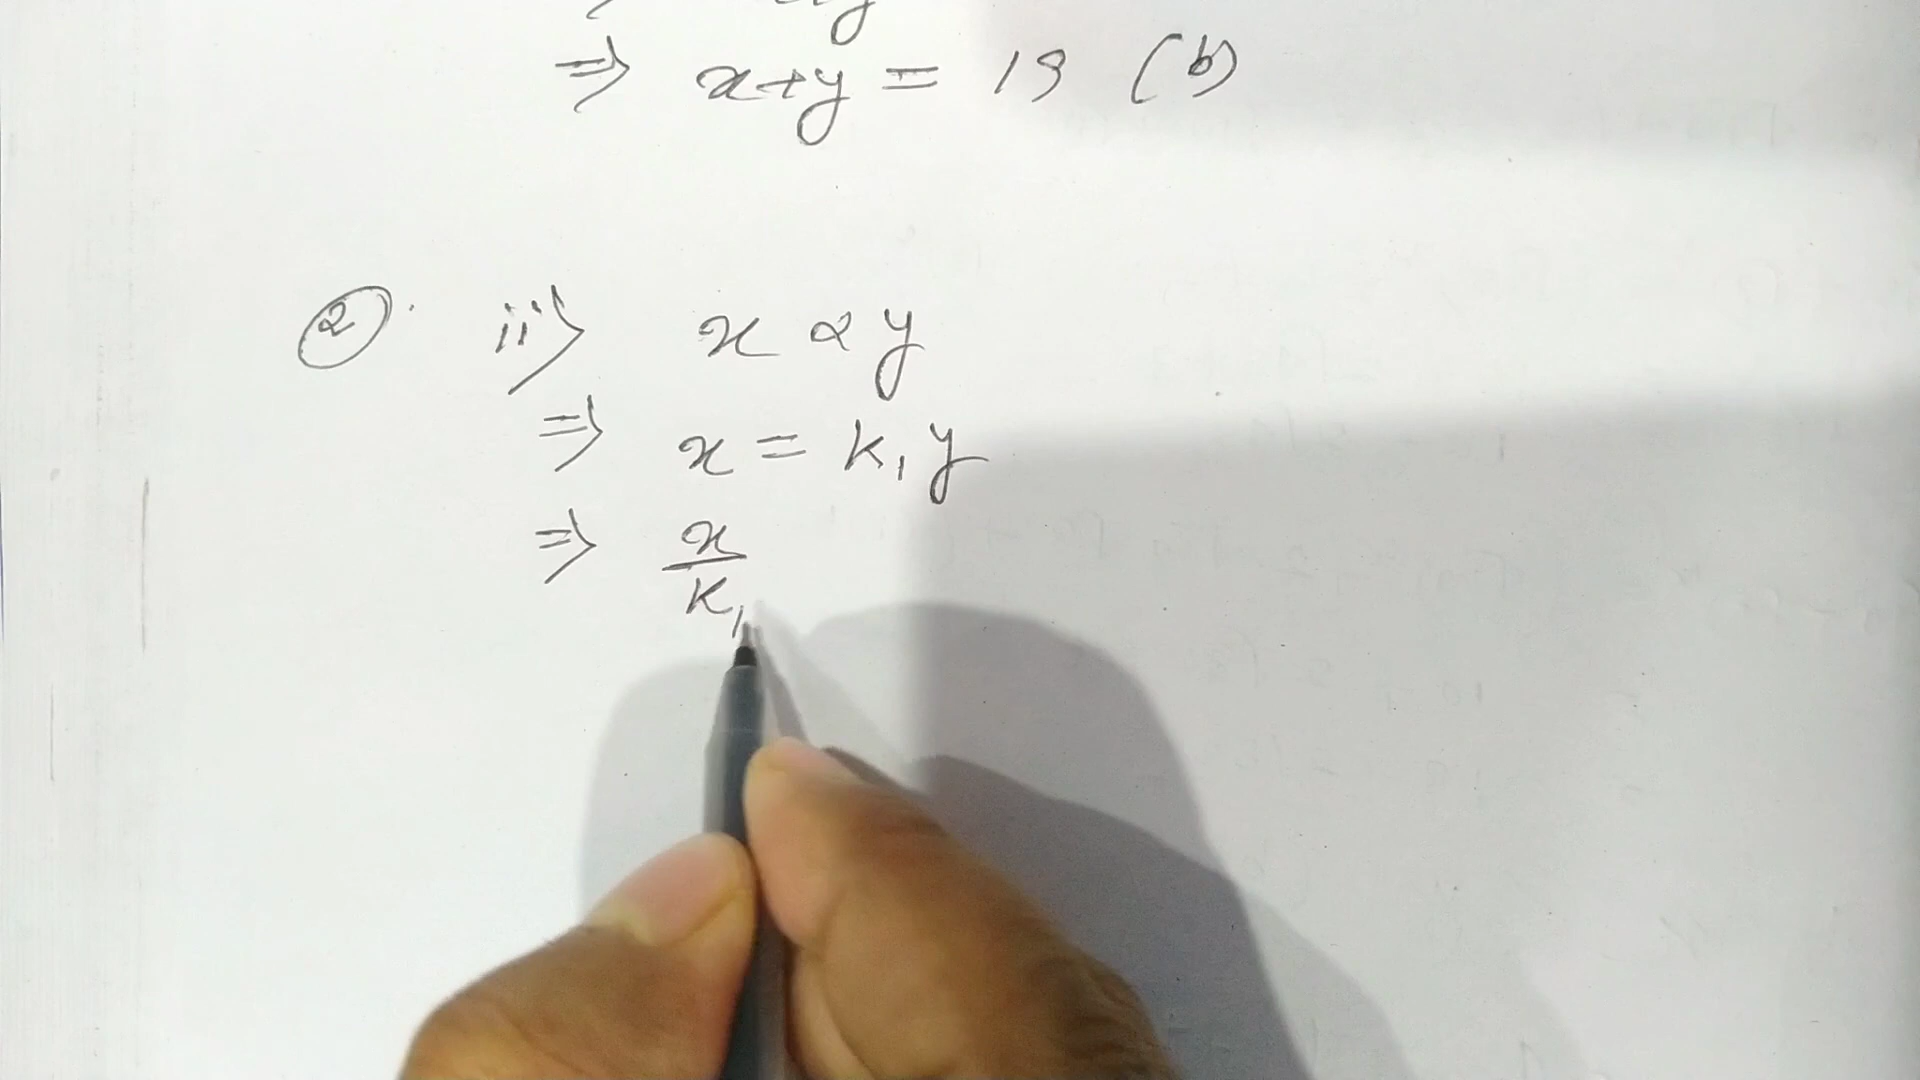 ⇒ x+y = 19 (b)
② . ii) x ∝ y
⇒ x = K₁y
⇒ x/K₁